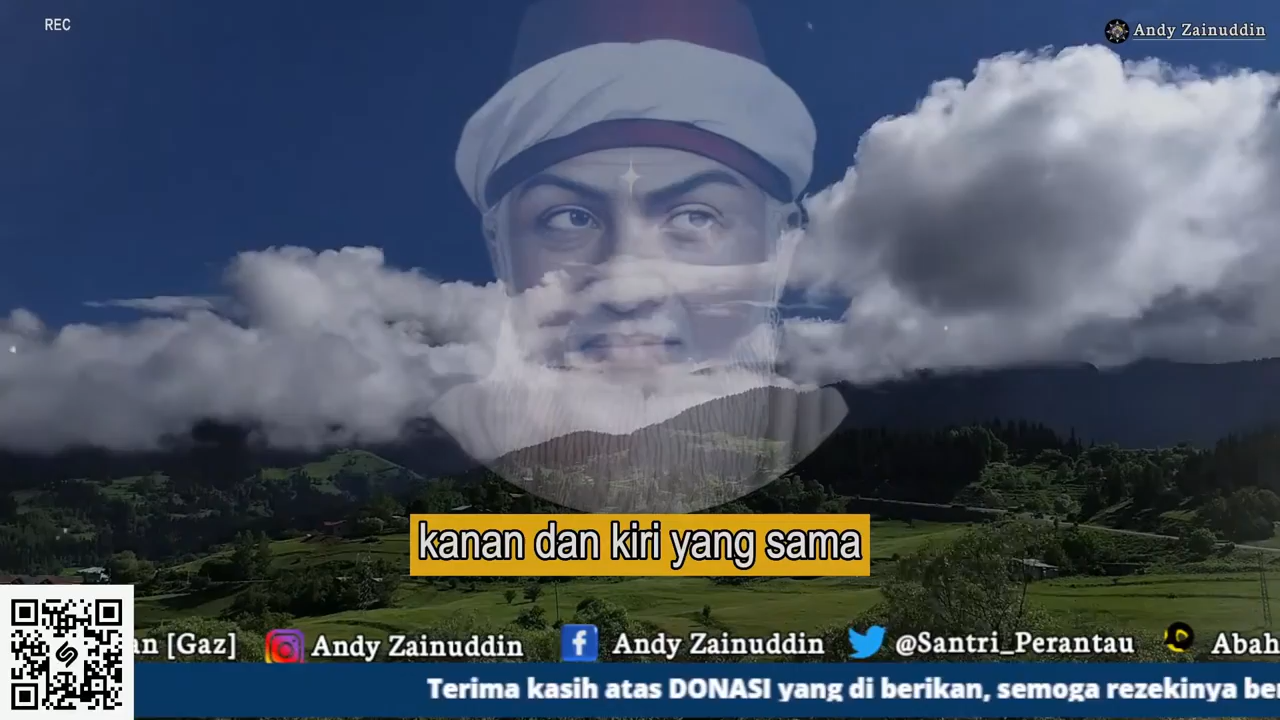 REC
Andy Zainuddin
kanan dan kiri yang sama
[Gaz]
Andy Zainuddin
Andy Zainuddin
@Santri_Perantau
Abah
Terima kasih atas DONASI yang di berikan, semoga rezekinya